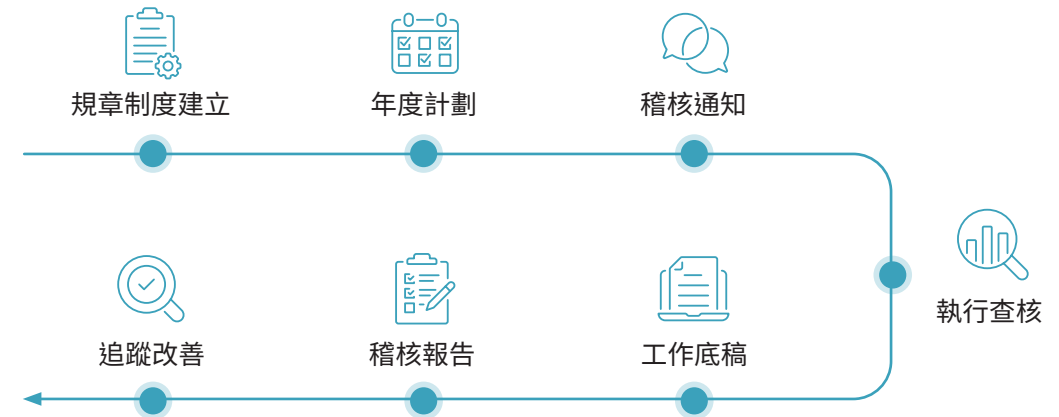 規章制度建立
年度計劃
稽核通知
執行查核
工作底稿
稽核報告
追蹤改善